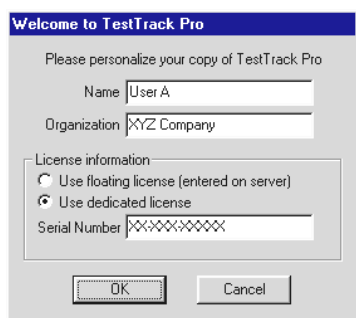 Welcome to TestTrack Pro
Please personalize your copy of TestTrack Pro
Name User A
Organization XYZ Company
License information
Use floating license (entered on server)
Use dedicated license
Serial Number XX-XXX-XXXXX
OK Cancel